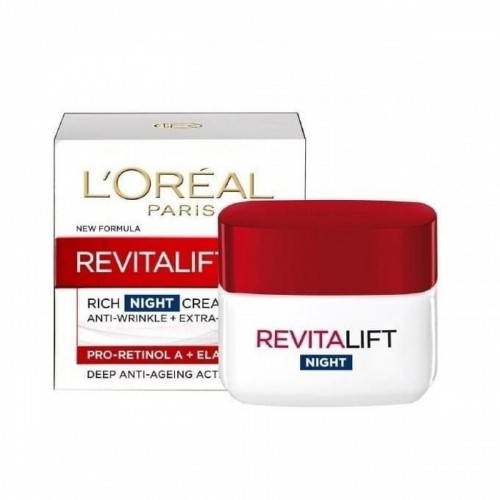 L'ORÉAL
PARIS
NEW FORMULA
REVITALIFT
RICH NIGHT CREA
ANTI-WRINKLE + EXTRA-
PRO-RETINOL A + ELA
DEEP ANTI-AGEING ACT
REVITALIFT
NIGHT